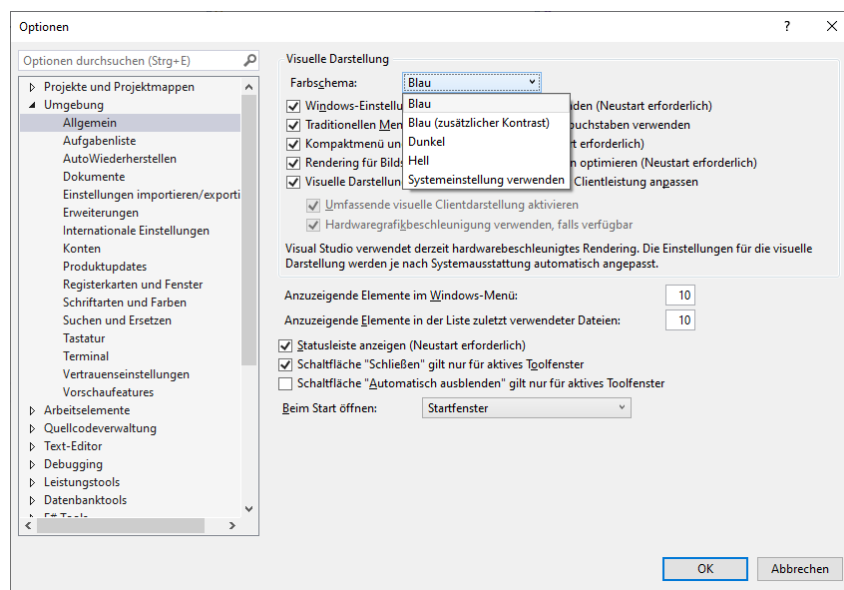 Optionen
? ×
Optionen durchsuchen (Strg+E)
Projekte und Projektmappen
Umgebung
Allgemein
Aufgabenliste
AutoWiederherstellen
Dokumente
Einstellungen importieren/exporti
Erweiterungen
Internationale Einstellungen
Konten
Produktupdates
Registerkarten und Fenster
Schriftarten und Farben
Suchen und Ersetzen
Tastatur
Terminal
Vertrauenseinstellungen
Vorschaufeatures
Arbeitselemente
Quellcodeverwaltung
Text-Editor
Debugging
Leistungstools
Datenbanktools
Visuelle Darstellung
Farbschema: Blau
Blau
Blau (zusätzlicher Kontrast)
Dunkel
Hell
Systemeinstellung verwenden
Windows-Einstellu iden (Neustart erforderlich)
Traditionellen Men buchstaben verwenden
Kompaktmenü un rt erforderlich)
Rendering für Bilds n optimieren (Neustart erforderlich)
Visuelle Darstellun Clientleistung anpassen
Umfassende visuelle Clientdarstellung aktivieren
Hardwaregrafikbeschleunigung verwenden, falls verfügbar
Visual Studio verwendet derzeit hardwarebeschleunigtes Rendering. Die Einstellungen für die visuelle
Darstellung werden je nach Systemausstattung automatisch angepasst.
Anzuzeigende Elemente im Windows-Menü: 10
Anzuzeigende Elemente in der Liste zuletzt verwendeter Dateien: 10
Statusleiste anzeigen (Neustart erforderlich)
Schaltfläche "Schließen" gilt nur für aktives Toolfenster
Schaltfläche "Automatisch ausblenden" gilt nur für aktives Toolfenster
Beim Start öffnen: Startfenster
OK
Abbrechen